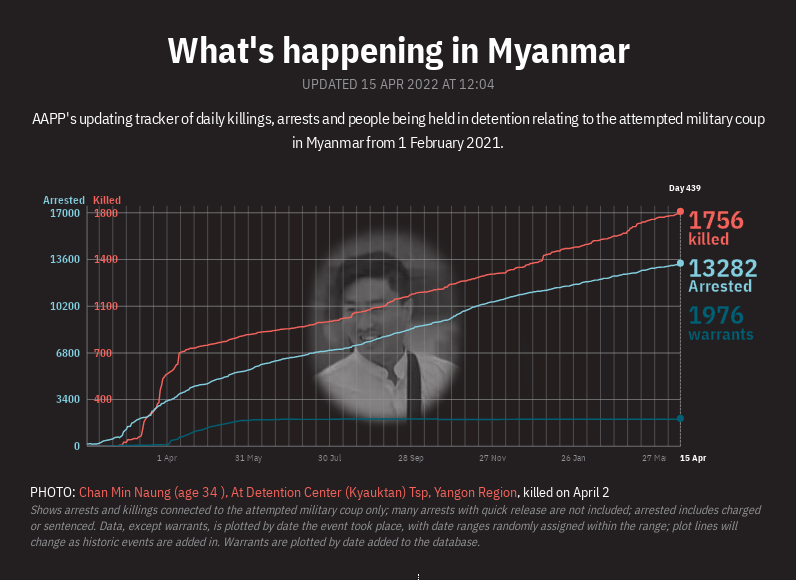 What's happening in Myanmar
UPDATED 15 APR 2022 AT 12:04
AAPP's updating tracker of daily killings, arrests and people being held in detention relating to the attempted military coup
in Myanmar from 1 February 2021.
Day 439
Arrested Killed
17000 1800
1756
killed
13600 1400
13282
Arrested
10200 1100
1976
warrants
6800 700
3400 400
0
1 Apr 31 May 30 Jul 28 Sep 27 Nov 26 Jan 27 Ma 15 Apr
PHOTO: Chan Min Naung (age 34 ), At Detention Center (Kyauktan) Tsp, Yangon Region, killed on April 2
Shows arrests and killings connected to the attempted military coup only; many arrests with quick release are not included; arrested includes charged
or sentenced. Data, except warrants, is plotted by date the event took place, with date ranges randomly assigned within the range; plot lines will
change as historic events are added in. Warrants are plotted by date added to the database.